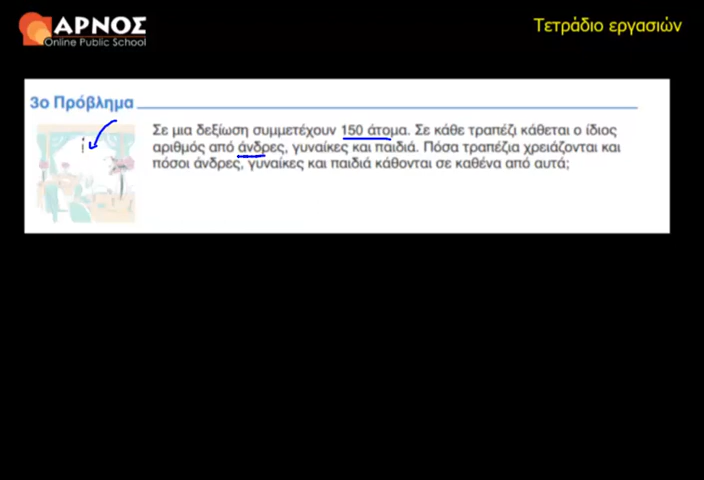 ΑΡΝΟΣ
Online Public School
Τετράδιο εργασιών
3ο Πρόβλημα
Σε μια δεξίωση συμμετέχουν 150 άτομα. Σε κάθε τραπέζι κάθεται ο ίδιος
αριθμός από άνδρες, γυναίκες και παιδιά. Πόσα τραπέζια χρειάζονται και
πόσοι άνδρες, γυναίκες και παιδιά κάθονται σε καθένα από αυτά;